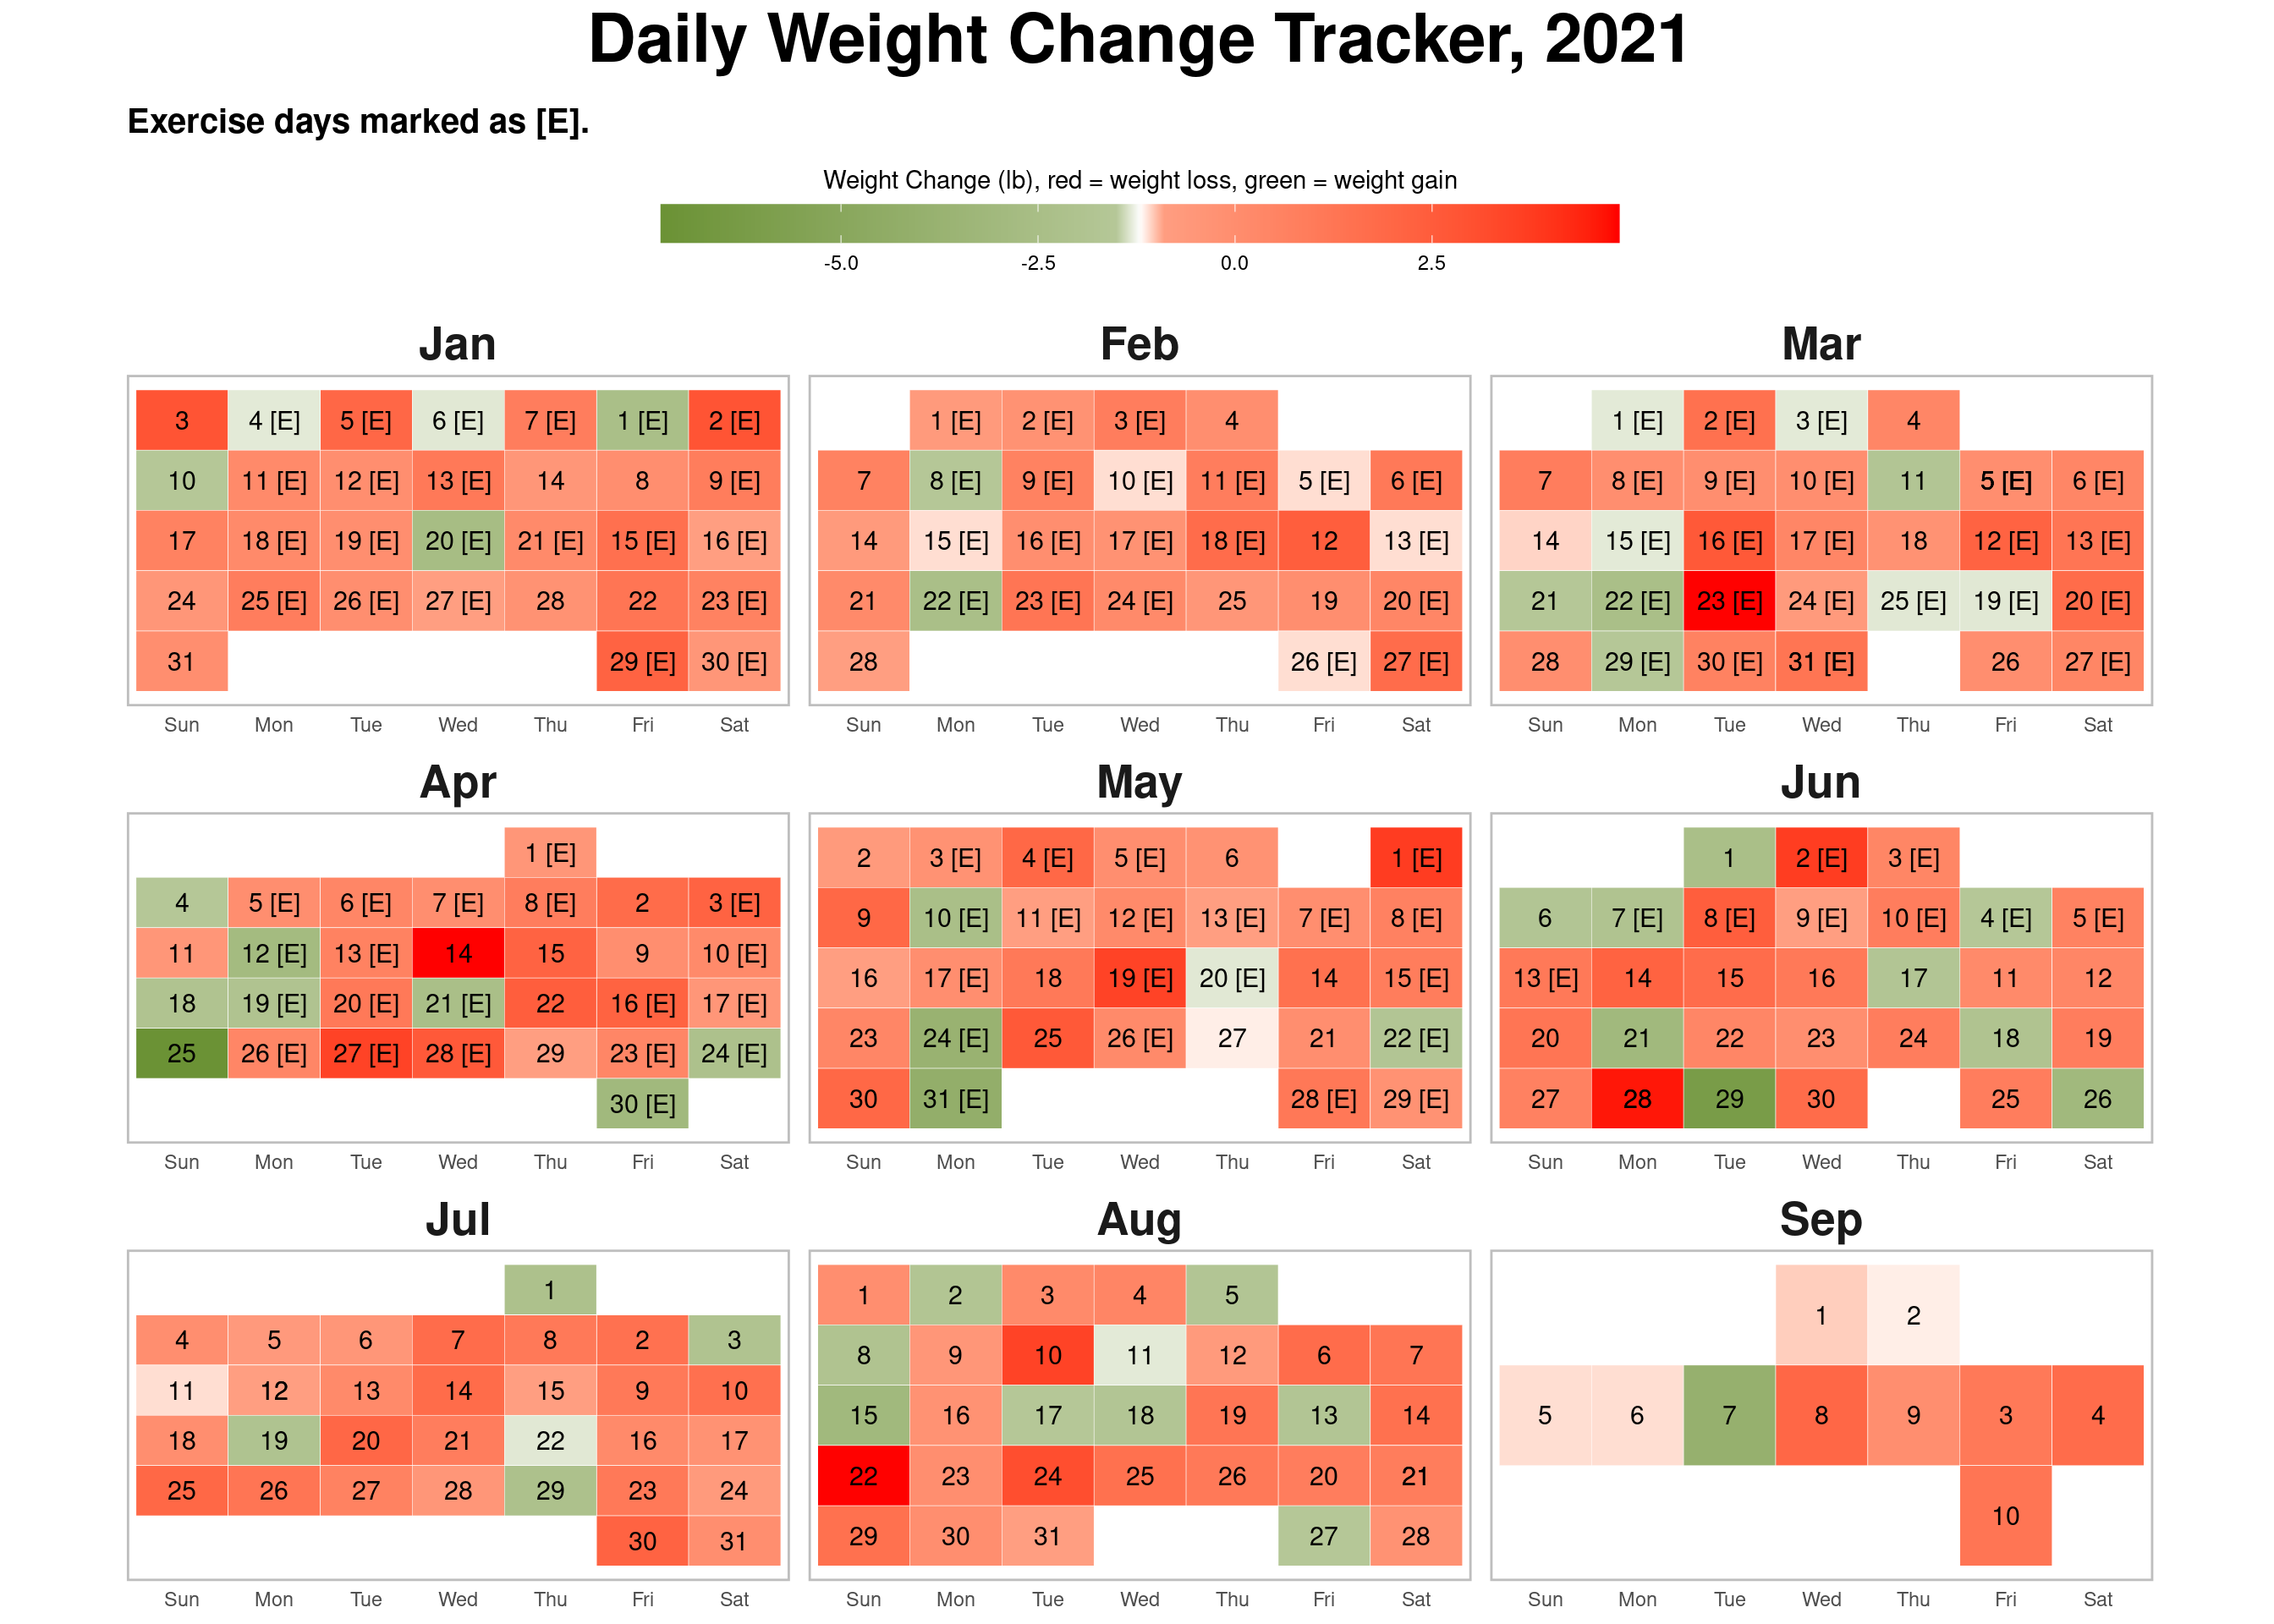 Daily Weight Change Tracker, 2021
Exercise days marked as [E].
Weight Change (lb), red = weight loss, green = weight gain
-5.0 -2.5 0.0 2.5
Jan
3 4 [E] 5 [E] 6 [E] 7 [E] 1 [E] 2 [E]
10 11 [E] 12 [E] 13 [E] 14 8 9 [E]
17 18 [E] 19 [E] 20 [E] 21 [E] 15 [E] 16 [E]
24 25 [E] 26 [E] 27 [E] 28 22 23 [E]
31 29 [E] 30 [E]
Sun Mon Tue Wed Thu Fri Sat
Feb
1 [E] 2 [E] 3 [E] 4
7 8 [E] 9 [E] 10 [E] 11 [E] 5 [E] 6 [E]
14 15 [E] 16 [E] 17 [E] 18 [E] 12 13 [E]
21 22 [E] 23 [E] 24 [E] 25 19 20 [E]
28 26 [E] 27 [E]
Sun Mon Tue Wed Thu Fri Sat
Mar
1 [E] 2 [E] 3 [E] 4
7 8 [E] 9 [E] 10 [E] 11 5 [E] 6 [E]
14 15 [E] 16 [E] 17 [E] 18 12 [E] 13 [E]
21 22 [E] 23 [E] 24 [E] 25 [E] 19 [E] 20 [E]
28 29 [E] 30 [E] 31 [E] 26 27 [E]
Sun Mon Tue Wed Thu Fri Sat
Apr
1 [E]
4 5 [E] 6 [E] 7 [E] 8 [E] 2 3 [E]
11 12 [E] 13 [E] 14 15 9 10 [E]
18 19 [E] 20 [E] 21 [E] 22 16 [E] 17 [E]
25 26 [E] 27 [E] 28 [E] 29 23 [E] 24 [E]
30 [E]
Sun Mon Tue Wed Thu Fri Sat
May
2 3 [E] 4 [E] 5 [E] 6 1 [E]
9 10 [E] 11 [E] 12 [E] 13 [E] 7 [E] 8 [E]
16 17 [E] 18 19 [E] 20 [E] 14 15 [E]
23 24 [E] 25 26 [E] 27 21 22 [E]
30 31 [E] 28 [E] 29 [E]
Sun Mon Tue Wed Thu Fri Sat
Jun
1 2 [E] 3 [E]
6 7 [E] 8 [E] 9 [E] 10 [E] 4 [E] 5 [E]
13 [E] 14 15 16 17 11 12
20 21 22 23 24 18 19
27 28 29 30 25 26
Sun Mon Tue Wed Thu Fri Sat
Jul
1
4 5 6 7 8 2 3
11 12 13 14 15 9 10
18 19 20 21 22 16 17
25 26 27 28 29 23 24
30 31
Sun Mon Tue Wed Thu Fri Sat
Aug
1 2 3 4 5
8 9 10 11 12 6 7
15 16 17 18 19 13 14
22 23 24 25 26 20 21
29 30 31 27 28
Sun Mon Tue Wed Thu Fri Sat
Sep
1 2
5 6 7 8 9 3 4
10
Sun Mon Tue Wed Thu Fri Sat